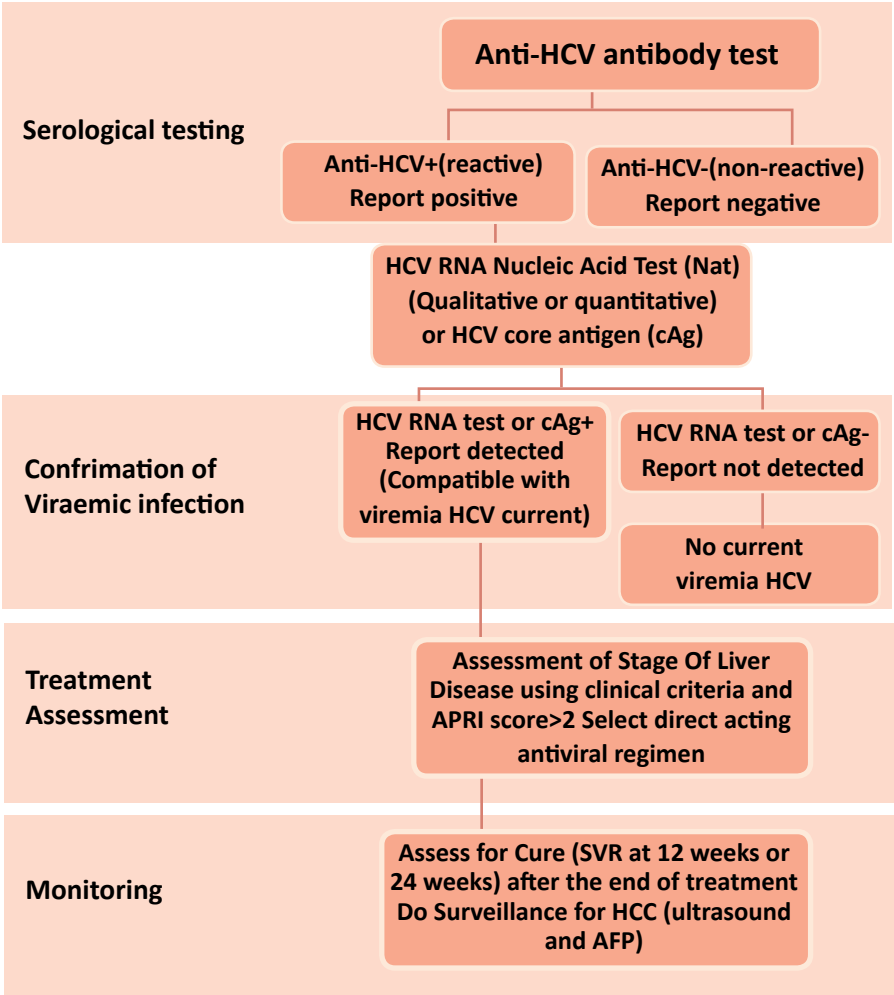 Anti-HCV antibody test
Serological testing
Anti-HCV+(reactive)
Report positive
Anti-HCV-(non-reactive)
Report negative
HCV RNA Nucleic Acid Test (Nat)
(Qualitative or quantitative)
or HCV core antigen (cAg)
Confrimation of
Viraemic infection
HCV RNA test or cAg+
Report detected
(Compatible with
viremia HCV current)
HCV RNA test or cAg-
Report not detected
No current
viremia HCV
Treatment
Assessment
Assessment of Stage Of Liver
Disease using clinical criteria and
APRI score>2 Select direct acting
antiviral regimen
Monitoring
Assess for Cure (SVR at 12 weeks or
24 weeks) after the end of treatment
Do Surveillance for HCC (ultrasound
and AFP)